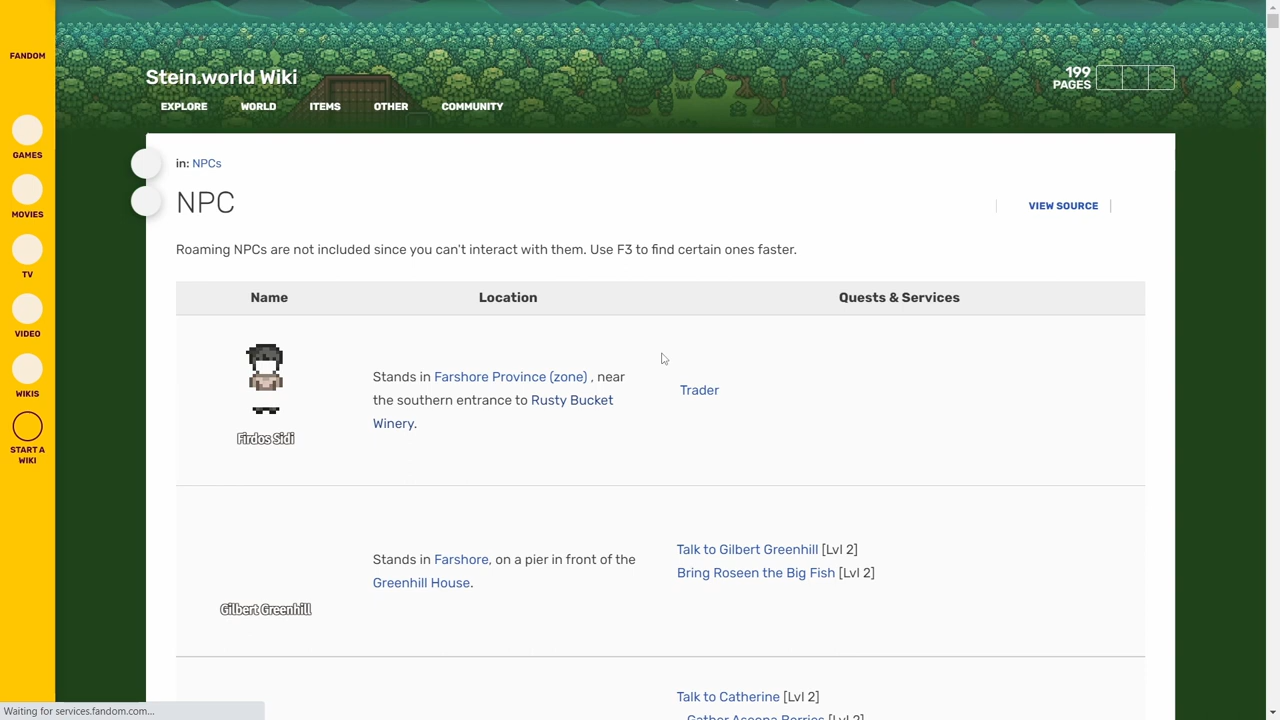 FANDOM
GAMES
MOVIES
TV
VIDEO
WIKIS
START A
WIKI
Stein.world Wiki
199
PAGES
EXPLORE WORLD ITEMS OTHER COMMUNITY
in: NPCs
NPC
VIEW SOURCE
Roaming NPCs are not included since you can't interact with them. Use F3 to find certain ones faster.
Name Location Quests & Services
Stands in Farshore Province (zone) , near
the southern entrance to Rusty Bucket
Winery.
Trader
Firdos Sidi
Stands in Farshore, on a pier in front of the
Greenhill House.
Talk to Gilbert Greenhill [Lvl 2]
Bring Roseen the Big Fish [Lvl 2]
Gilbert Greenhill
Talk to Catherine [Lvl 2]
Gather Ascona Berries [Lvl 2]
Waiting for services.fandom.com...